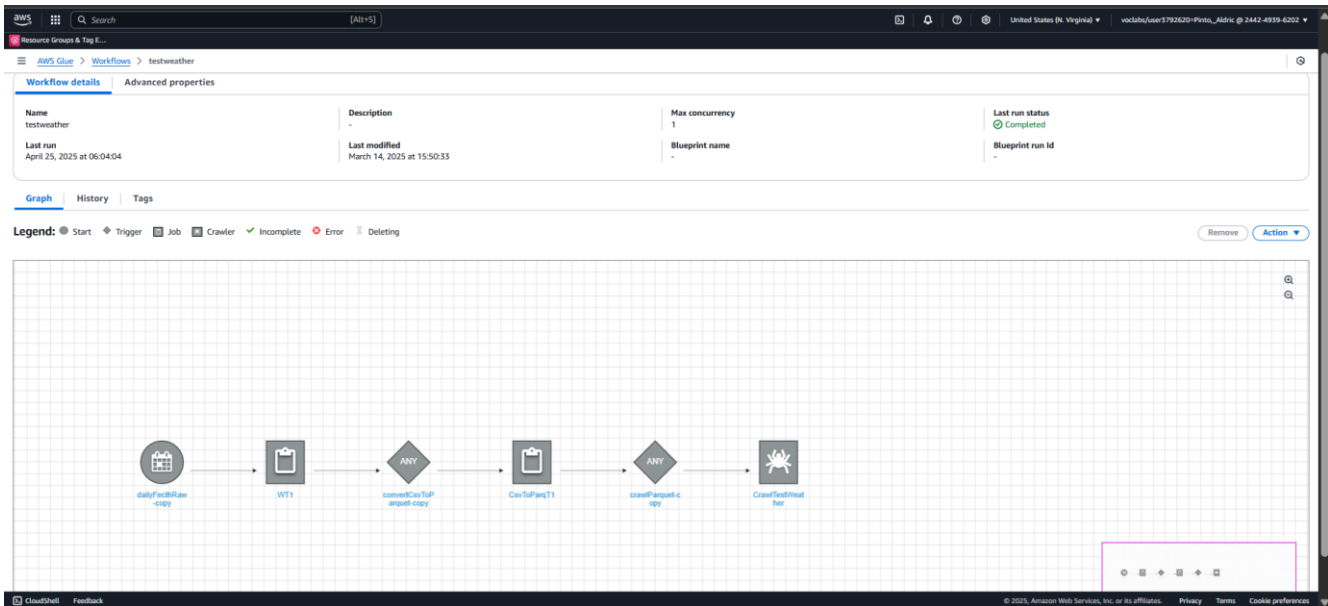 aws Search [Alt+S] United States (N. Virginia) voclabs/user3792620=Pinto,_Aldric @ 2442-4939-6202
Resource Groups & Tag E...
AWS Glue > Workflows > testweather
Workflow details Advanced properties
Name Description Max concurrency Last run status
testweather - 1 Completed
Last run Last modified Blueprint name Blueprint run Id
April 25, 2025 at 06:04:04 March 14, 2025 at 15:50:33 - -
Graph History Tags
Legend: Start Trigger Job Crawler Incomplete Error Deleting Remove Action
ANY ANY
dailyFecthRaw WT1 convertCsvToP CsvToParqT1 crawlParquet-c CrawlTestWeat
-copy arquet-copy opy her
CloudShell Feedback © 2025, Amazon Web Services, Inc. or its affiliates. Privacy Terms Cookie preferences